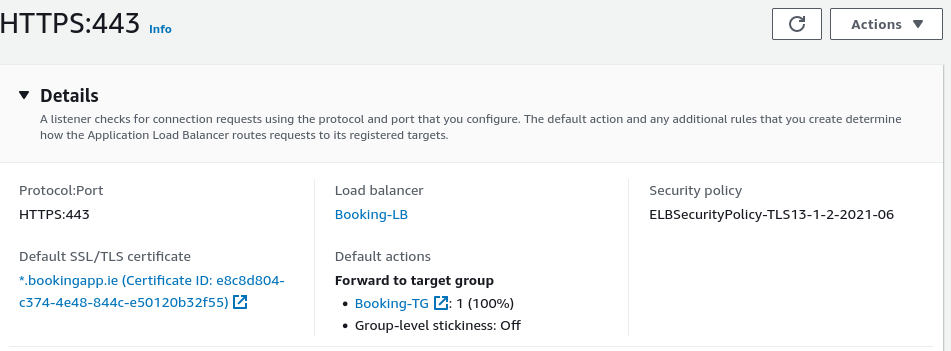 HTTPS:443 Info
Actions
Details
A listener checks for connection requests using the protocol and port that you configure. The default action and any additional rules that you create determine
how the Application Load Balancer routes requests to its registered targets.
Protocol:Port
HTTPS:443
Load balancer
Booking-LB
Security policy
ELBSecurityPolicy-TLS13-1-2-2021-06
Default SSL/TLS certificate
*.bookingapp.ie (Certificate ID: e8c8d804-
c374-4e48-844c-e50120b32f55)
Default actions
Forward to target group
• Booking-TG : 1 (100%)
• Group-level stickiness: Off